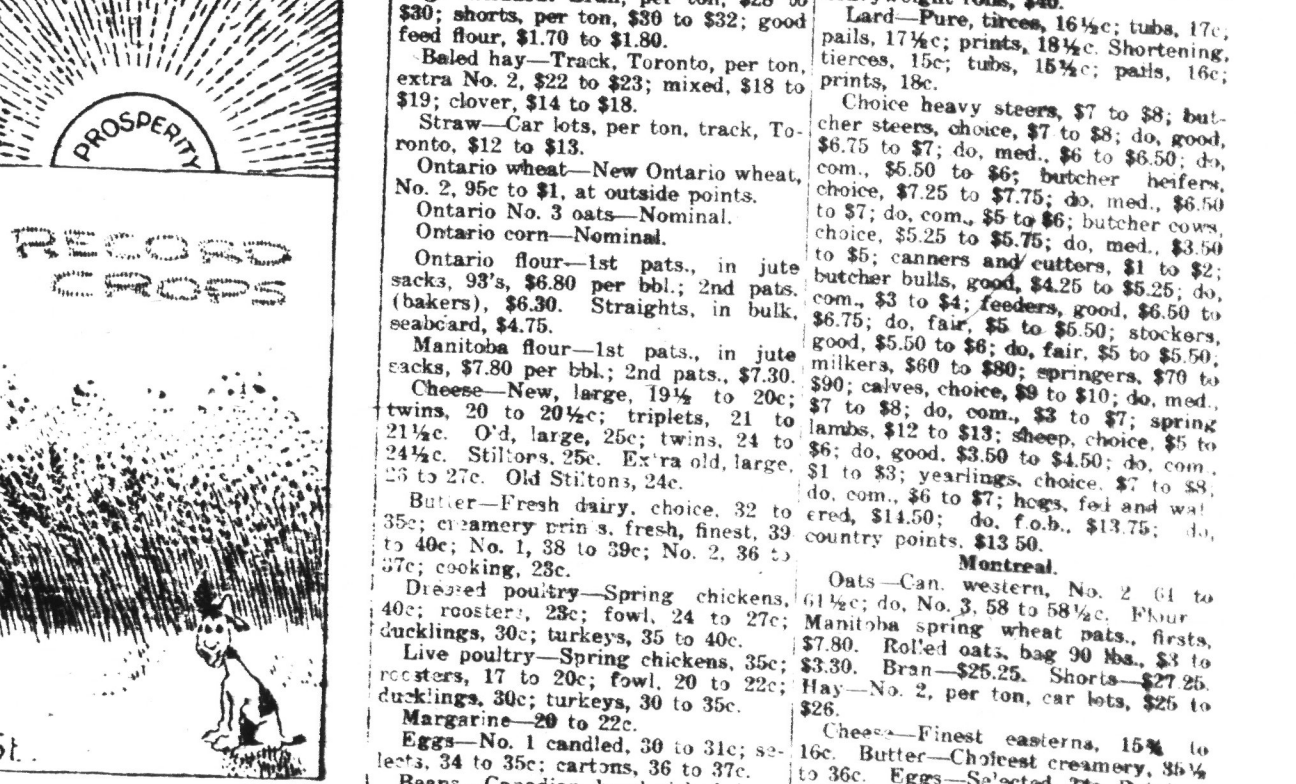 PROSPERITY
RECORD
CROPS
$30; shorts, per ton, $30 to $32; good
feed flour, $1.70 to $1.80.
Baled hay—Track, Toronto, per ton,
extra No. 2, $22 to $23; mixed, $18 to
$19; clover, $14 to $18.
Straw—Car lots, per ton, track, To-
ronto, $12 to $13.
Ontario wheat—New Ontario wheat,
No. 2, 95c to $1, at outside points.
Ontario No. 3 oats—Nominal.
Ontario corn—Nominal.
Ontario flour—1st pats., in jute
sacks, 93's, $6.80 per bbl.; 2nd pats.
(bakers), $6.30. Straights, in bulk,
seaboard, $4.75.
Manitoba flour—1st pats., in jute
sacks, $7.80 per bbl.; 2nd pats., $7.30.
Cheese—New, large, 19½ to 20c;
twins, 20 to 20½c; triplets, 21 to
21½c. Old, large, 25c; twins, 24 to
24½c. Stiltons, 25c. Extra old, large,
26 to 27c. Old Stiltons, 24c.
Butter—Fresh dairy, choice, 32 to
35c; creamery prints, fresh, finest, 39
to 40c; No. 1, 38 to 39c; No. 2, 36 to
37c; cooking, 23c.
Dressed poultry—Spring chickens,
40c; roosters, 23c; fowl, 24 to 27c;
ducklings, 30c; turkeys, 35 to 40c.
Live poultry—Spring chickens, 35c;
roosters, 17 to 20c; fowl, 20 to 22c;
ducklings, 30c; turkeys, 30 to 35c.
Margarine—20 to 22c.
Eggs—No. 1 candled, 30 to 31c; se-
lects, 34 to 35c; cartons, 36 to 37c.
Lard—Pure, tierces, 16½c; tubs, 17c;
pails, 17½c; prints, 18½c. Shortening,
tierces, 15c; tubs, 15½c; pails, 16c;
prints, 18c.
Choice heavy steers, $7 to $8; but-
cher steers, choice, $7 to $8; do, good,
$6.75 to $7; do, med., $6 to $6.50; do,
com., $5.50 to $6; butcher heifers,
choice, $7.25 to $7.75; do, med., $6.50
to $7; do, com., $5 to $6; butcher cows,
choice, $5.25 to $5.75; do, med., $3.50
to $5; canners and cutters, $1 to $2;
butcher bulls, good, $4.25 to $5.25; do,
com., $3 to $4; feeders, good, $6.50 to
$6.75; do, fair, $5 to $5.50; stockers,
good, $5.50 to $6; do, fair, $5 to $5.50;
milkers, $60 to $80; springers, $70 to
$90; calves, choice, $9 to $10; do, med.,
$7 to $8; do, com., $3 to $7; spring
lambs, $12 to $13; sheep, choice, $5 to
$6; do, good, $3.50 to $4.50; do, com.,
$1 to $3; yearlings, choice, $7 to $8;
do, com., $6 to $7; hogs, fed and wat-
ered, $14.50; do, f.o.b., $13.75; do,
country points, $13 50.
Montreal.
Oats—Can. western, No. 2 61 to
61½c; do, No. 3, 58 to 58½c. Flour
Manitoba spring wheat pats., firsts,
$7.80. Rolled oats, bag 90 lbs., $3 to
$3.30. Bran—$25.25. Shorts—$27.25.
Hay—No. 2, per ton, car lots, $25 to
$26.
Cheese—Finest easterns, 15¾ to
16c. Butter—Choicest creamery, 35½
to 36c. Eggs—Selected,